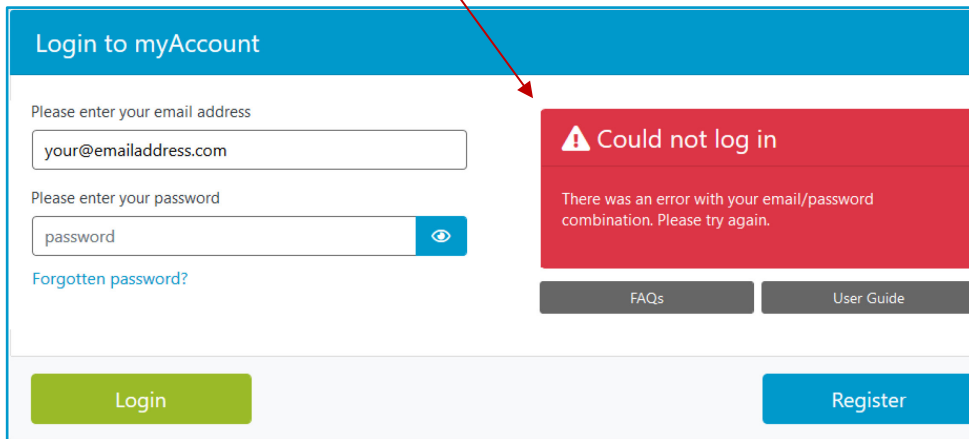 Login to myAccount
Please enter your email address
your@emailaddress.com
Please enter your password
password
Forgotten password?
Could not log in
There was an error with your email/password
combination. Please try again.
FAQs
User Guide
Login
Register